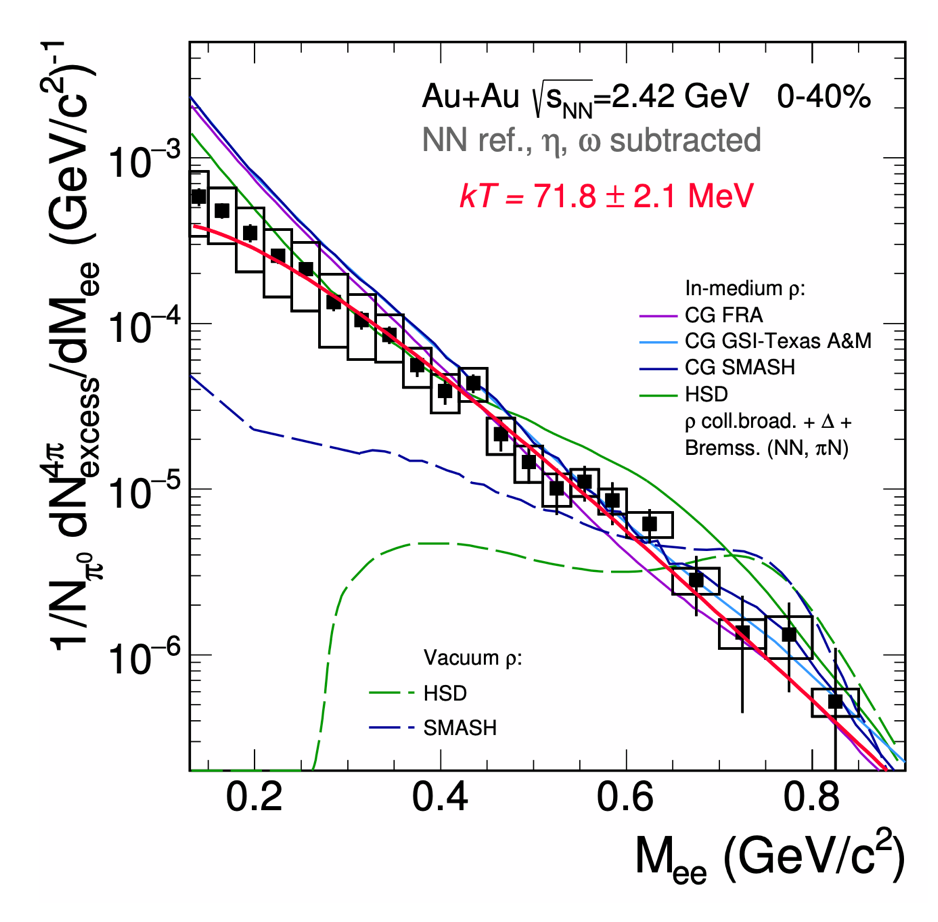 Au+Au √sNN=2.42 GeV 0-40%
NN ref., η, ω subtracted
kT = 71.8 ± 2.1 MeV
In-medium ρ:
CG FRA
CG GSI-Texas A&M
CG SMASH
HSD
ρ coll.broad. + Δ +
Bremss. (NN, πN)
Vacuum ρ:
HSD
SMASH
1/Nπ⁰ dN⁴πexcess/dMee (GeV/c²)⁻¹
10⁻³
10⁻⁴
10⁻⁵
10⁻⁶
0.2 0.4 0.6 0.8
Mee (GeV/c²)